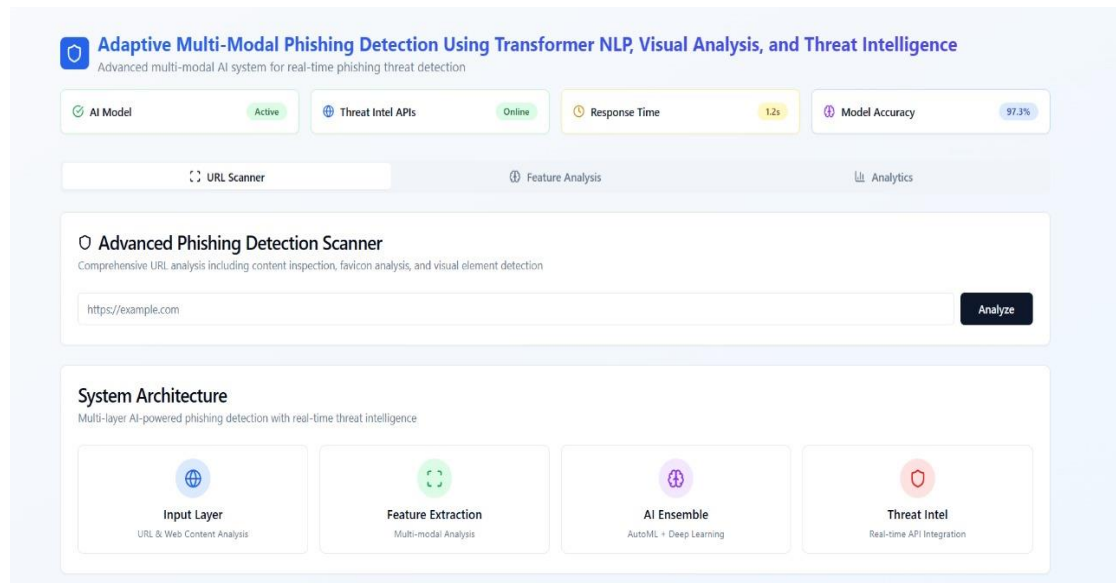 Adaptive Multi-Modal Phishing Detection Using Transformer NLP, Visual Analysis, and Threat Intelligence
Advanced multi-modal AI system for real-time phishing threat detection
AI Model
Active
Threat Intel APIs
Online
Response Time
1.2s
Model Accuracy
97.3%
URL Scanner
Feature Analysis
Analytics
Advanced Phishing Detection Scanner
Comprehensive URL analysis including content inspection, favicon analysis, and visual element detection
https://example.com
Analyze
System Architecture
Multi-layer AI-powered phishing detection with real-time threat intelligence
Input Layer
URL & Web Content Analysis
Feature Extraction
Multi-modal Analysis
AI Ensemble
AutoML + Deep Learning
Threat Intel
Real-time API Integration